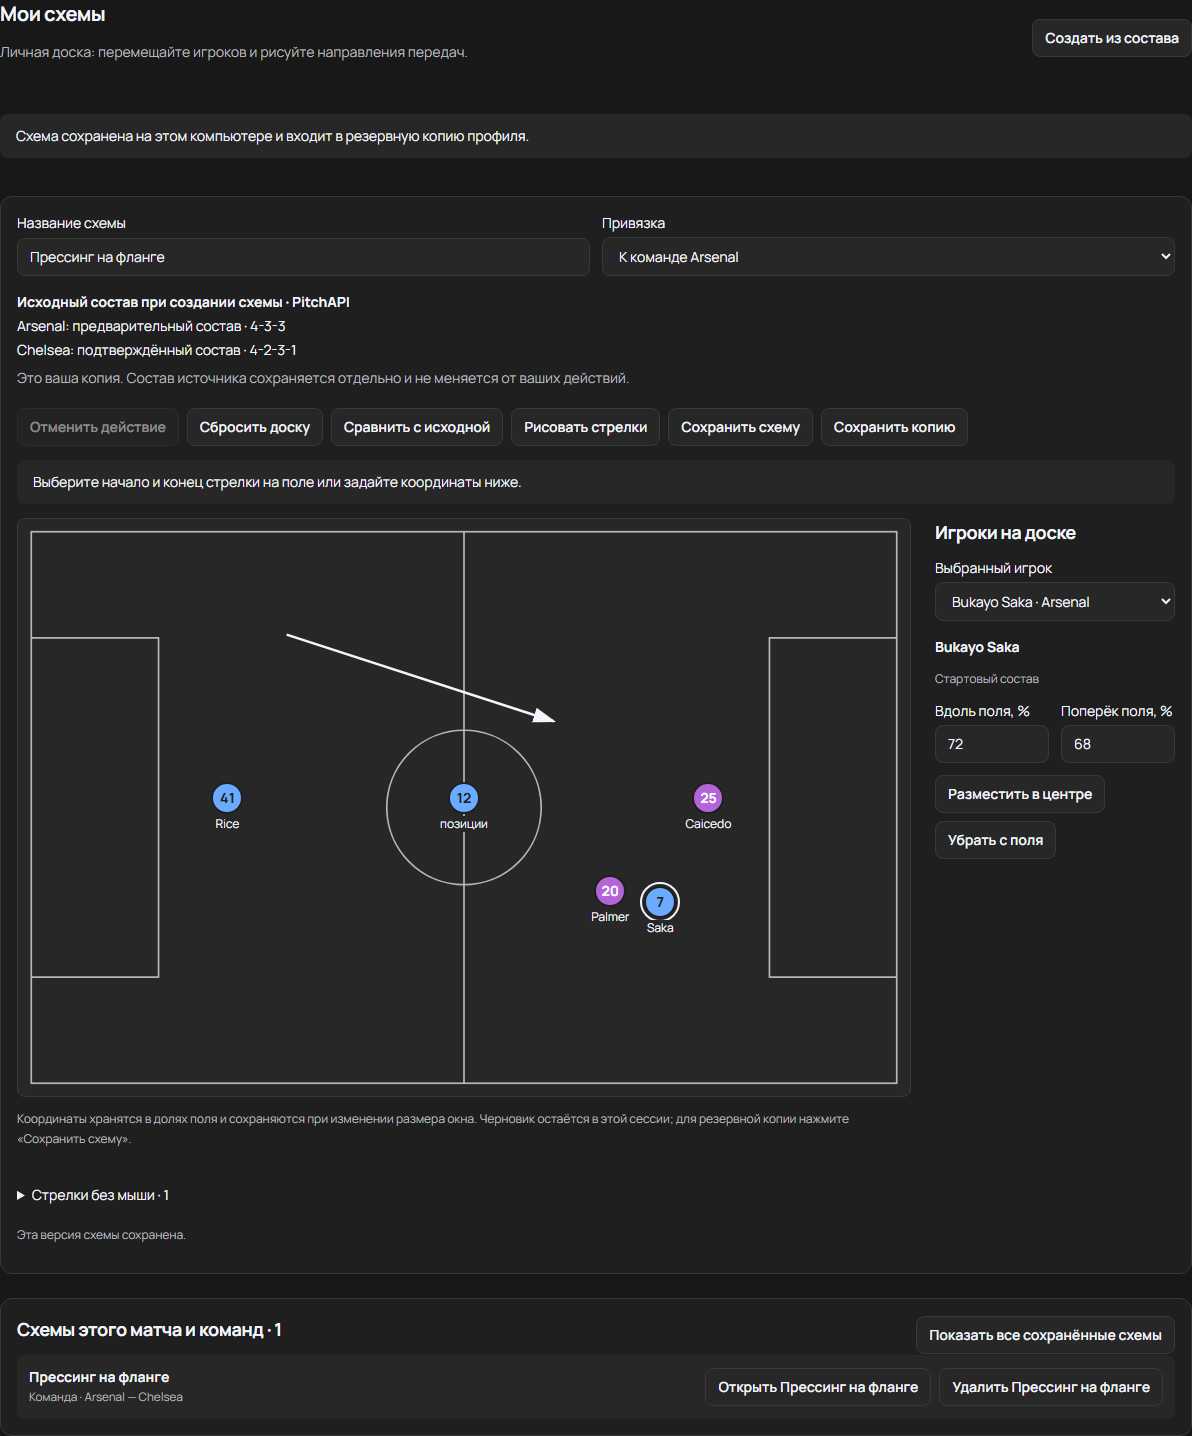 Мои схемы
Личная доска: перемещайте игроков и рисуйте направления передач.
Создать из состава
Схема сохранена на этом компьютере и входит в резервную копию профиля.
Название схемы
Привязка
Прессинг на фланге
К команде Arsenal
Исходный состав при создании схемы · PitchAPI
Arsenal: предварительный состав · 4-3-3
Chelsea: подтверждённый состав · 4-2-3-1
Это ваша копия. Состав источника сохраняется отдельно и не меняется от ваших действий.
Отменить действие
Сбросить доску
Сравнить с исходной
Рисовать стрелки
Сохранить схему
Сохранить копию
Выберите начало и конец стрелки на поле или задайте координаты ниже.
41
Rice
12
позиции
25
Caicedo
20
Palmer
7
Saka
Игроки на доске
Выбранный игрок
Bukayo Saka · Arsenal
Bukayo Saka
Стартовый состав
Вдоль поля, %
Поперёк поля, %
72
68
Разместить в центре
Убрать с поля
Координаты хранятся в долях поля и сохраняются при изменении размера окна. Черновик остаётся в этой сессии; для резервной копии нажмите
«Сохранить схему».
Стрелки без мыши · 1
Эта версия схемы сохранена.
Схемы этого матча и команд · 1
Показать все сохранённые схемы
Прессинг на фланге
Команда · Arsenal — Chelsea
Открыть Прессинг на фланге
Удалить Прессинг на фланге